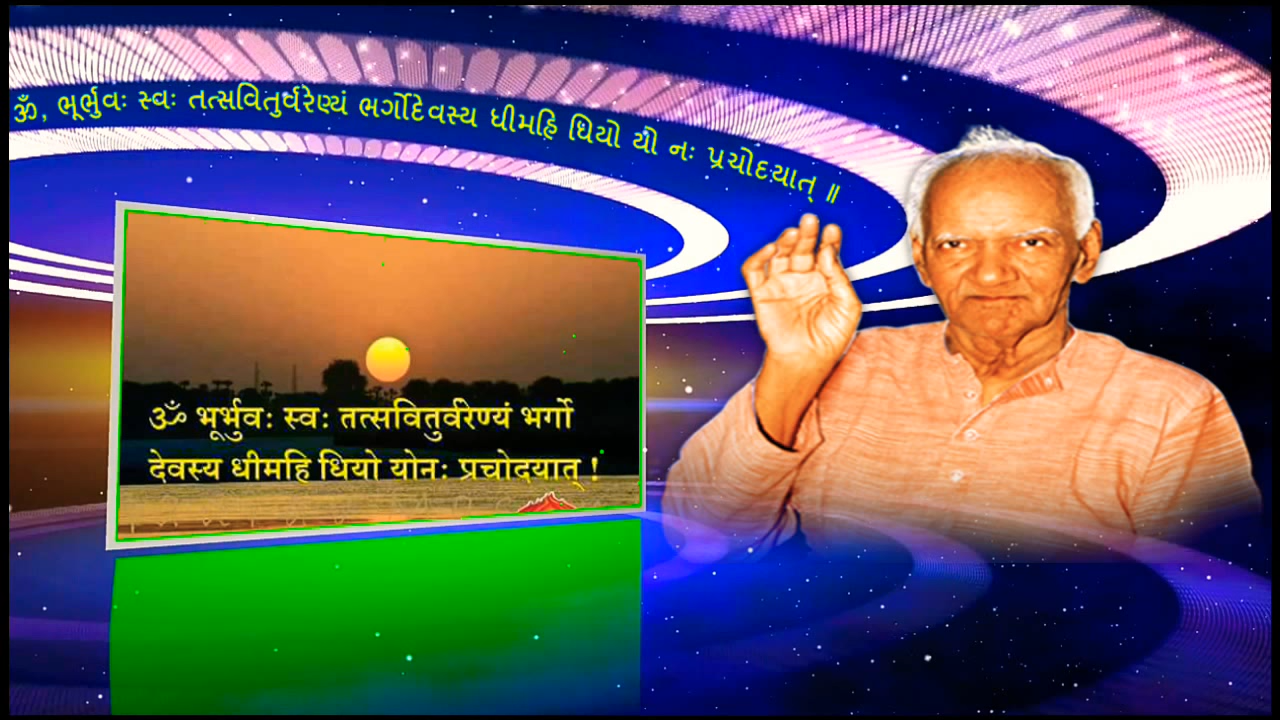 ૐ, ભૂર્ભુવઃ સ્વઃ તત્સવિતુર્વરેણ્યં ભર્ગોદેવસ્ય ધીમહિ ધિયો યો નઃ પ્રચોદયાત્ ॥
ॐ भूर्भुवः स्वः तत्सवितुर्वरेण्यं भर्गो
देवस्य धीमहि धियो योनः प्रचोदयात् !